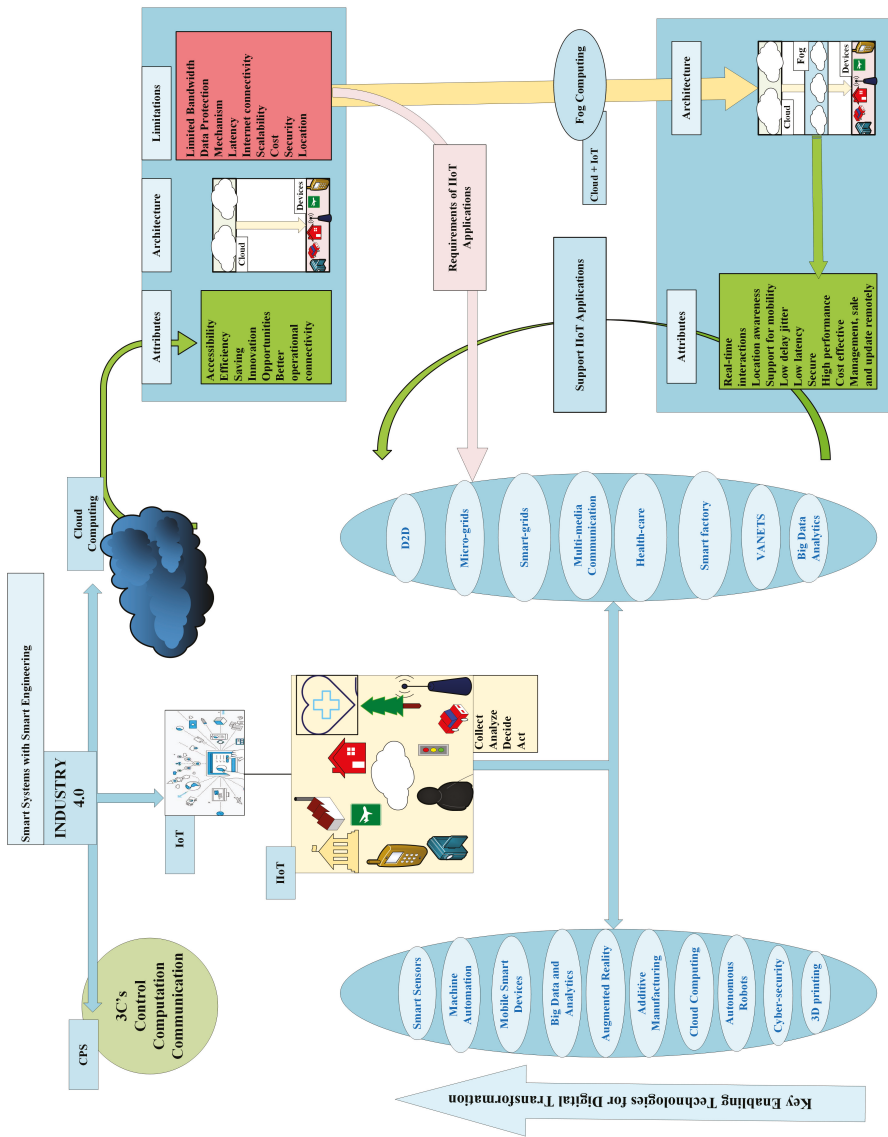 Smart Systems with Smart Engineering
INDUSTRY
4.0
CPS
3C's
Control
Computation
Communication
IoT
Cloud
Computing
IIoT
Collect
Analyze
Decide
Act
Key Enabling Technologies for Digital Transformation
Smart Sensors
Machine
Automation
Mobile Smart
Devices
Big Data and
Analytics
Augmented Reality
Additive
Manufacturing
Cloud Computing
Autonomous
Robots
Cyber-security
3D printing
D2D
Micro-grids
Smart-grids
Multi-media
Communication
Health-care
Smart factory
VANETS
Big Data
Analytics
Attributes
Accessibility
Efficiency
Saving
Innovation
Opportunities
Better
operational
connectivity
Architecture
Cloud
Devices
Limitations
Limited Bandwidth
Data Protection
Mechanism
Latency
Internet connectivity
Scalability
Cost
Security
Location
Requirements of IIoT
Applications
Support IIoT Applications
Cloud + IoT
Fog Computing
Attributes
Real-time
interactions
Location awareness
Support for mobility
Low delay jitter
Low latency
Secure
High performance
Cost effective
Management, sale
and update remotely
Architecture
Cloud
Fog
Devices